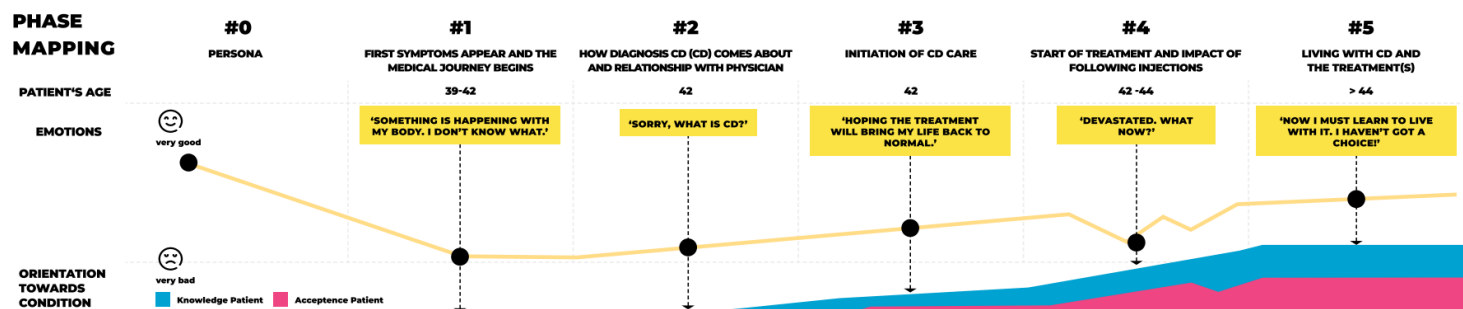 PHASE
MAPPING
#0
PERSONA
#1
FIRST SYMPTOMS APPEAR AND THE
MEDICAL JOURNEY BEGINS
#2
HOW DIAGNOSIS CD (CD) COMES ABOUT
AND RELATIONSHIP WITH PHYSICIAN
#3
INITIATION OF CD CARE
#4
START OF TREATMENT AND IMPACT OF
FOLLOWING INJECTIONS
#5
LIVING WITH CD AND
THE TREATMENT(S)
PATIENT'S AGE
39-42
42
42
42 -44
> 44
EMOTIONS
very good
'SOMETHING IS HAPPENING WITH
MY BODY. I DON'T KNOW WHAT.'
'SORRY, WHAT IS CD?'
'HOPING THE TREATMENT
WILL BRING MY LIFE BACK TO
NORMAL.'
'DEVASTATED. WHAT
NOW?'
'NOW I MUST LEARN TO LIVE
WITH IT. I HAVEN'T GOT A
CHOICE!'
very bad
ORIENTATION
TOWARDS
CONDITION
Knowledge Patient
Acceptence Patient